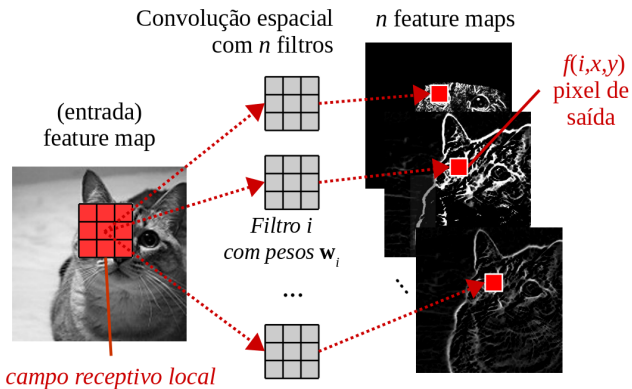 Convolução espacial
com n filtros
n feature maps
f(i,x,y)
pixel de
saída
(entrada)
feature map
Filtro i
com pesos wᵢ
...
...
campo receptivo local